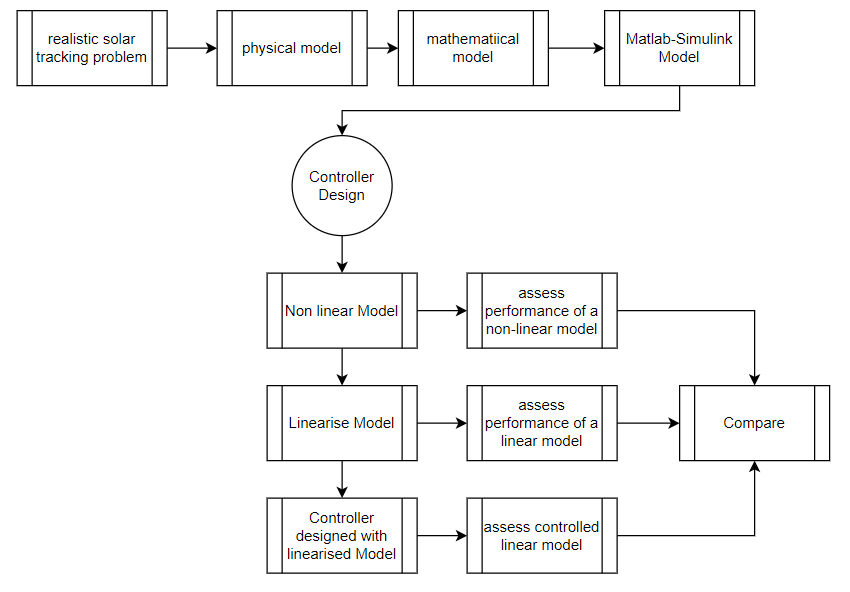 realistic solar
tracking problem
physical model
mathematiical
model
Matlab-Simulink
Model
Controller
Design
Non linear Model
assess
performance of a
non-linear model
Linearise Model
assess
performance of a
linear model
Compare
Controller
designed with
linearised Model
assess controlled
linear model